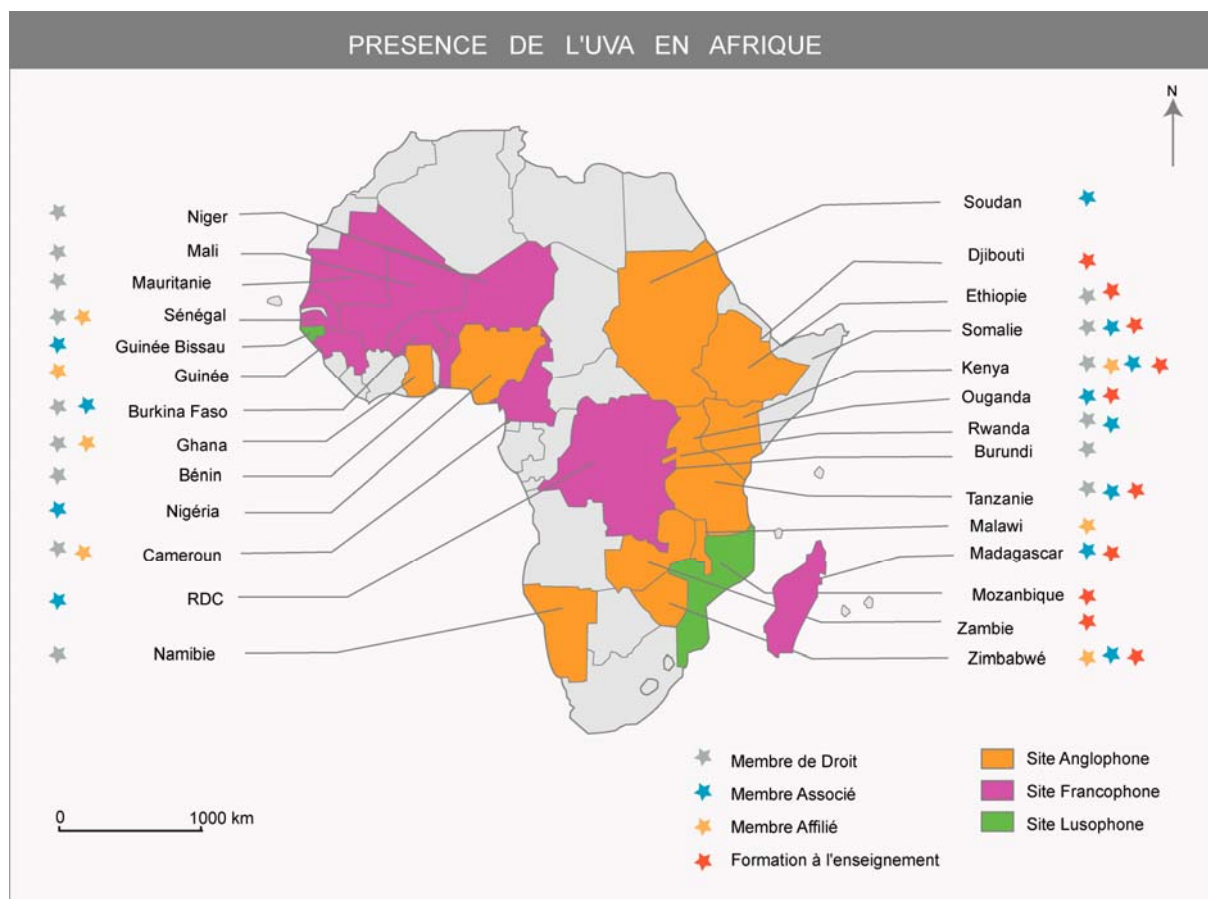 PRESENCE DE L'UVA EN AFRIQUE
N
Niger
Mali
Mauritanie
Sénégal
Guinée Bissau
Guinée
Burkina Faso
Ghana
Bénin
Nigéria
Cameroun
RDC
Namibie
Soudan
Djibouti
Ethiopie
Somalie
Kenya
Ouganda
Rwanda
Burundi
Tanzanie
Malawi
Madagascar
Mozanbique
Zambie
Zimbabwé
Membre de Droit
Membre Associé
Membre Affilié
Formation à l'enseignement
Site Anglophone
Site Francophone
Site Lusophone
0 1000 km